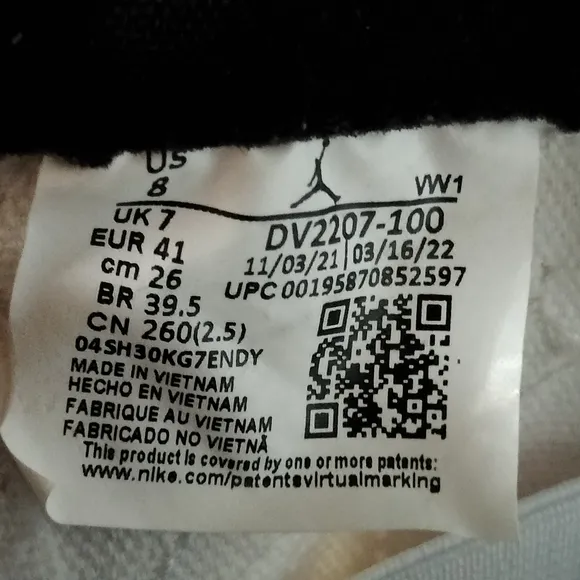 US
8
VW1
UK 7
DV2207-100
EUR 41
11/03/21 03/16/22
cm 26
UPC 00195870852597
BR 39.5
CN 260(2.5)
04SH30KG7ENDY
MADE IN VIETNAM
HECHO EN VIETNAM
FABRIQUE AU VIETNAM
FABRICADO NO VIETNÃ
This product is covered by one or more patents:
www.nike.com/patentsvirtualmarking